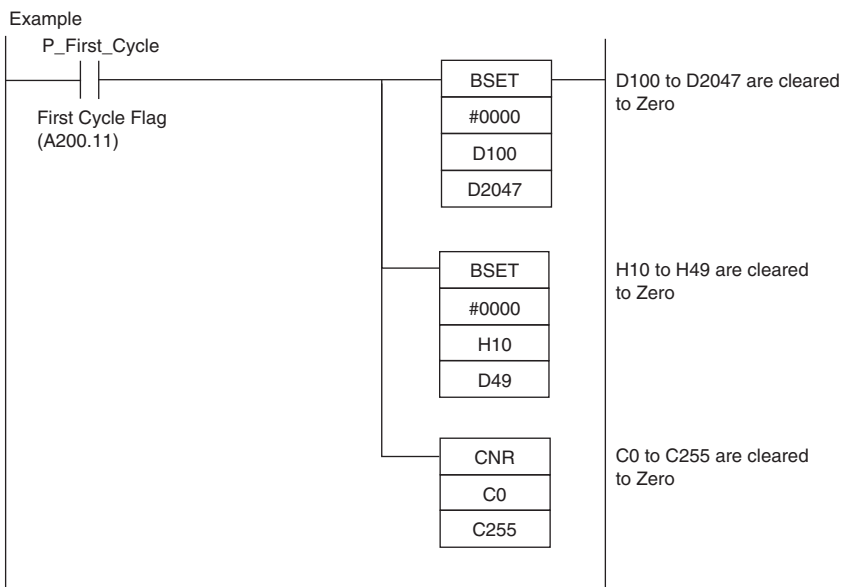 Example
P_First_Cycle
First Cycle Flag
(A200.11)
BSET
#0000
D100
D2047
D100 to D2047 are cleared
to Zero
BSET
#0000
H10
D49
H10 to H49 are cleared
to Zero
CNR
C0
C255
C0 to C255 are cleared
to Zero